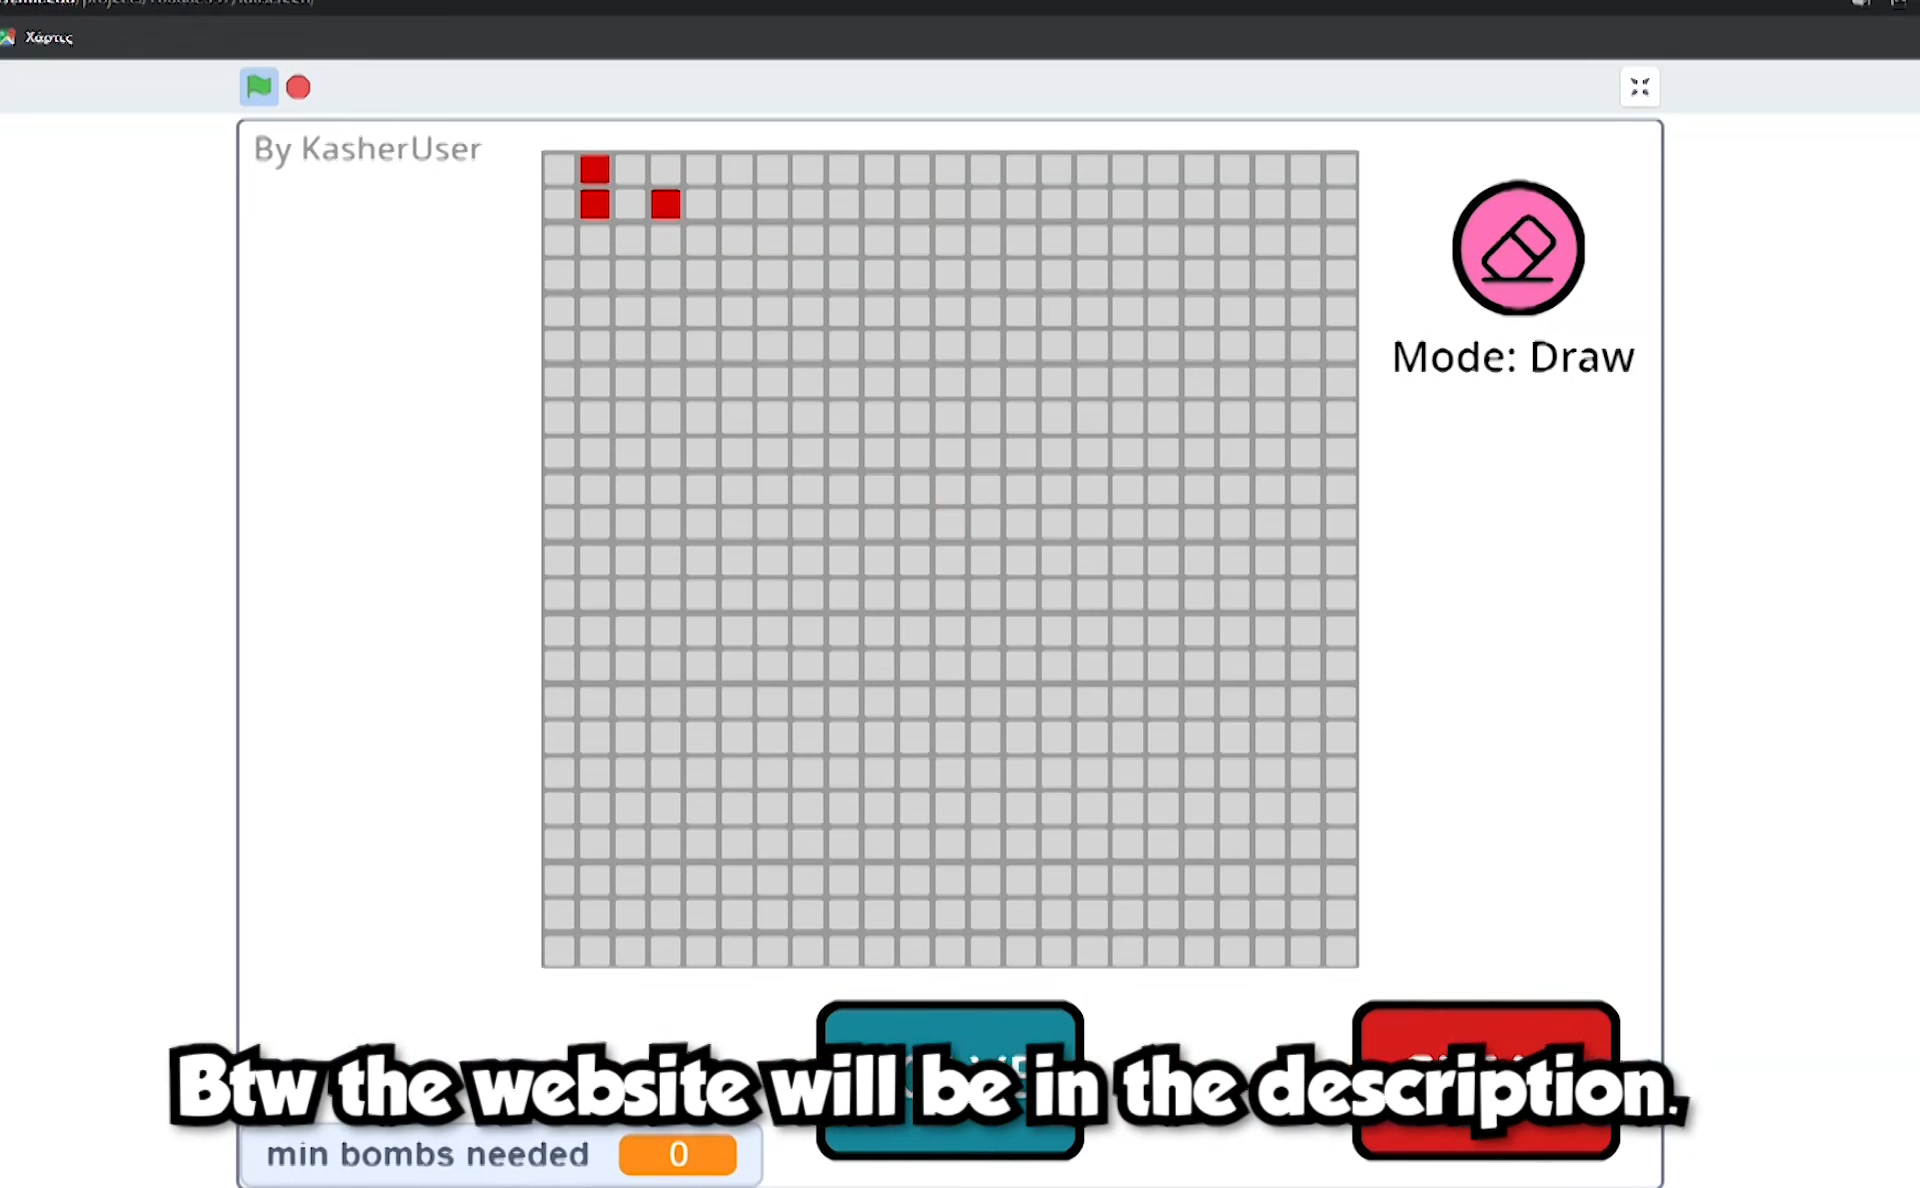 Χάρτες
By KasherUser
Mode: Draw
Btw the website will be in the description.
min bombs needed 0